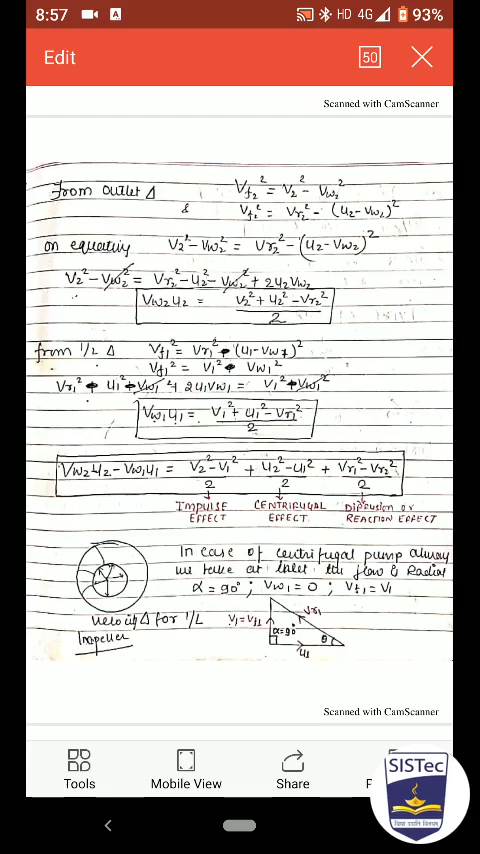 8:57 A HD 4G 93%
Edit 50
Scanned with CamScanner
From outlet Δ Vf₂² = V₂² - Vw₂²
& Vf₂² = Vr₂² - (u₂-Vw₂)²
on equating V₂² - Vw₂² = Vr₂² - (u₂-Vw₂)²
V₂² - Vw₂² = Vr₂² - u₂² - Vw₂² + 2u₂Vw₂
Vw₂u₂ = V₂² + u₂² - Vr₂² / 2
from 1/2 Δ Vf₁² = Vr₁² - (u₁-Vw₁)²
Vf₁² = V₁² - Vw₁²
Vr₁² - u₁² - Vw₁² + 2u₁Vw₁ = V₁² - Vw₁²
Vw₁u₁ = V₁² + u₁² - Vr₁² / 2
Vw₂u₂ - Vw₁u₁ = V₂² - V₁² / 2 + u₂² - u₁² / 2 + Vr₁² - Vr₂² / 2
IMPULSE EFFECT CENTRIFUGAL EFFECT Diffusion or REACTION EFFECT
In case of centrifugal pump always
we take at Inlet the flow is Radial
α = 90° ; Vw₁ = 0 ; Vf₁ = V₁
Velocity Δ for 1/L V₁=Vf₁ α=90° Vr₁ θ u₁
Impeller
Scanned with CamScanner
Tools Mobile View Share
SISTec
विद्या परमं विजयम्